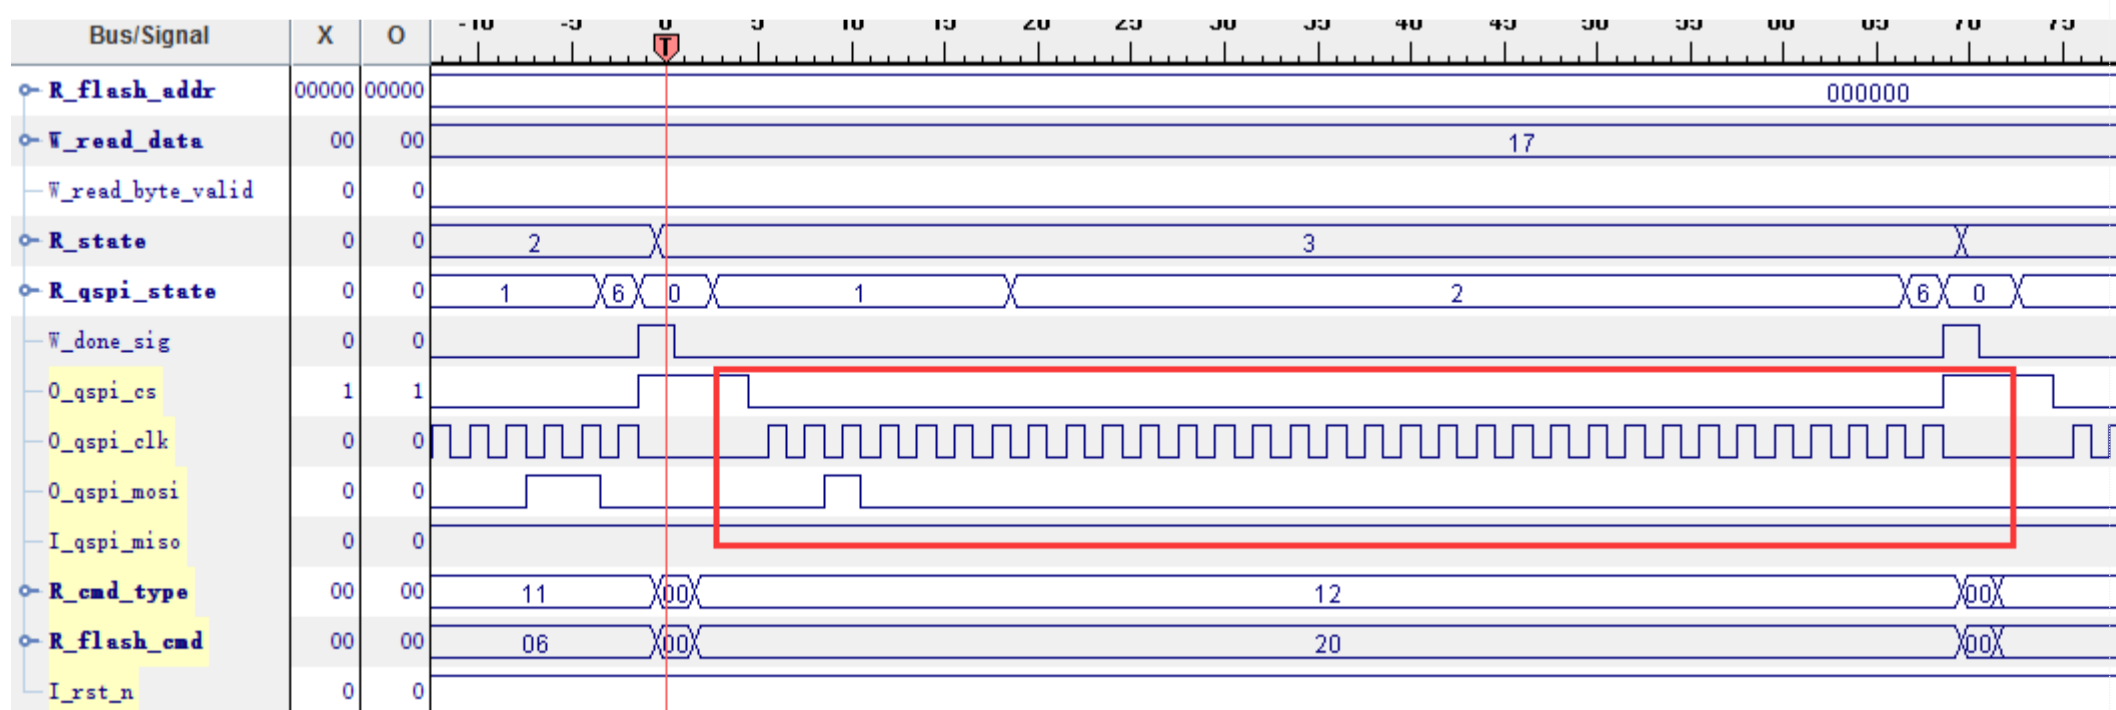 Bus/Signal X O -10 -5 0 5 10 15 20 25 30 35 40 45 50 55 60 65 70 75
T
R_flash_addr 00000 00000 000000
W_read_data 00 00 17
W_read_byte_valid 0 0
R_state 0 0 2 3
R_qspi_state 0 0 1 6 0 1 2 6 0
W_done_sig 0 0
O_qspi_cs 1 1
O_qspi_clk 0 0
O_qspi_mosi 0 0
I_qspi_miso 0 0
R_cmd_type 00 00 11 00 12 00
R_flash_cmd 00 00 06 00 20 00
I_rst_n 0 0